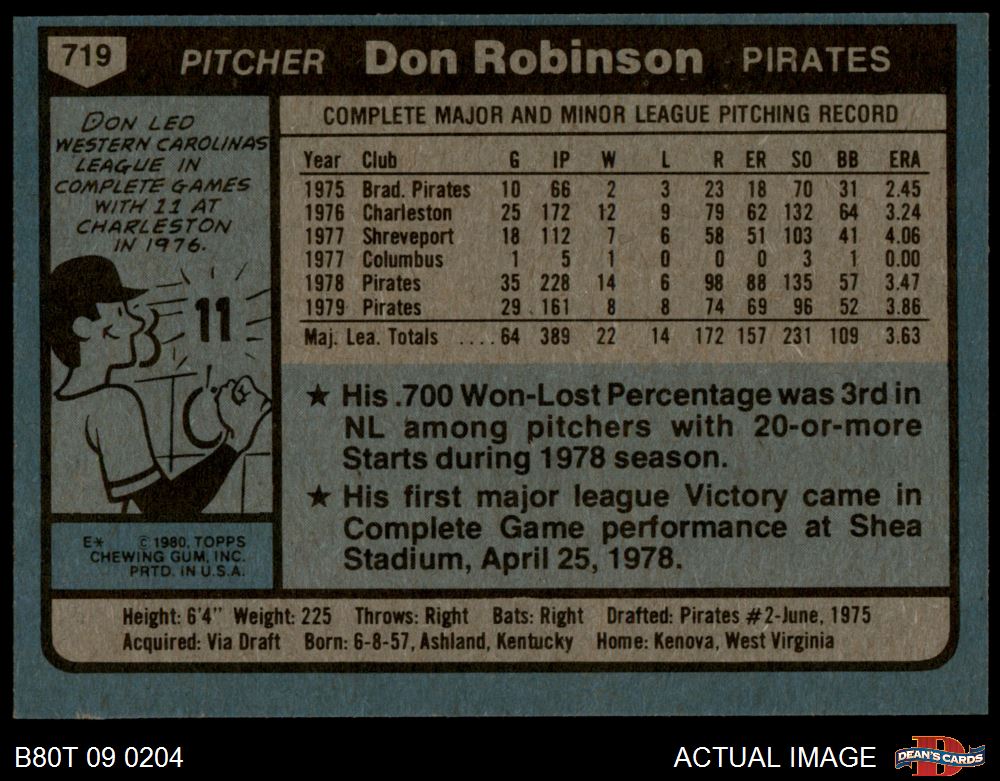 719 PITCHER Don Robinson PIRATES
DON LED
WESTERN CAROLINAS
LEAGUE IN
COMPLETE GAMES
WITH 11 AT
CHARLESTON
IN 1976.
11
E* © 1980, TOPPS
CHEWING GUM, INC.
PRTD. IN U.S.A.
COMPLETE MAJOR AND MINOR LEAGUE PITCHING RECORD
Year Club G IP W L R ER SO BB ERA
1975 Brad. Pirates 10 66 2 3 23 18 70 31 2.45
1976 Charleston 25 172 12 9 79 62 132 64 3.24
1977 Shreveport 18 112 7 6 58 51 103 41 4.06
1977 Columbus 1 5 1 0 0 0 3 1 0.00
1978 Pirates 35 228 14 6 98 88 135 57 3.47
1979 Pirates 29 161 8 8 74 69 96 52 3.86
Maj. Lea. Totals ....64 389 22 14 172 157 231 109 3.63
★ His .700 Won-Lost Percentage was 3rd in
NL among pitchers with 20-or-more
Starts during 1978 season.
★ His first major league Victory came in
Complete Game performance at Shea
Stadium, April 25, 1978.
Height: 6'4" Weight: 225 Throws: Right Bats: Right Drafted: Pirates #2-June, 1975
Acquired: Via Draft Born: 6-8-57, Ashland, Kentucky Home: Kenova, West Virginia
B80T 09 0204 ACTUAL IMAGE D DEAN'S CARDS